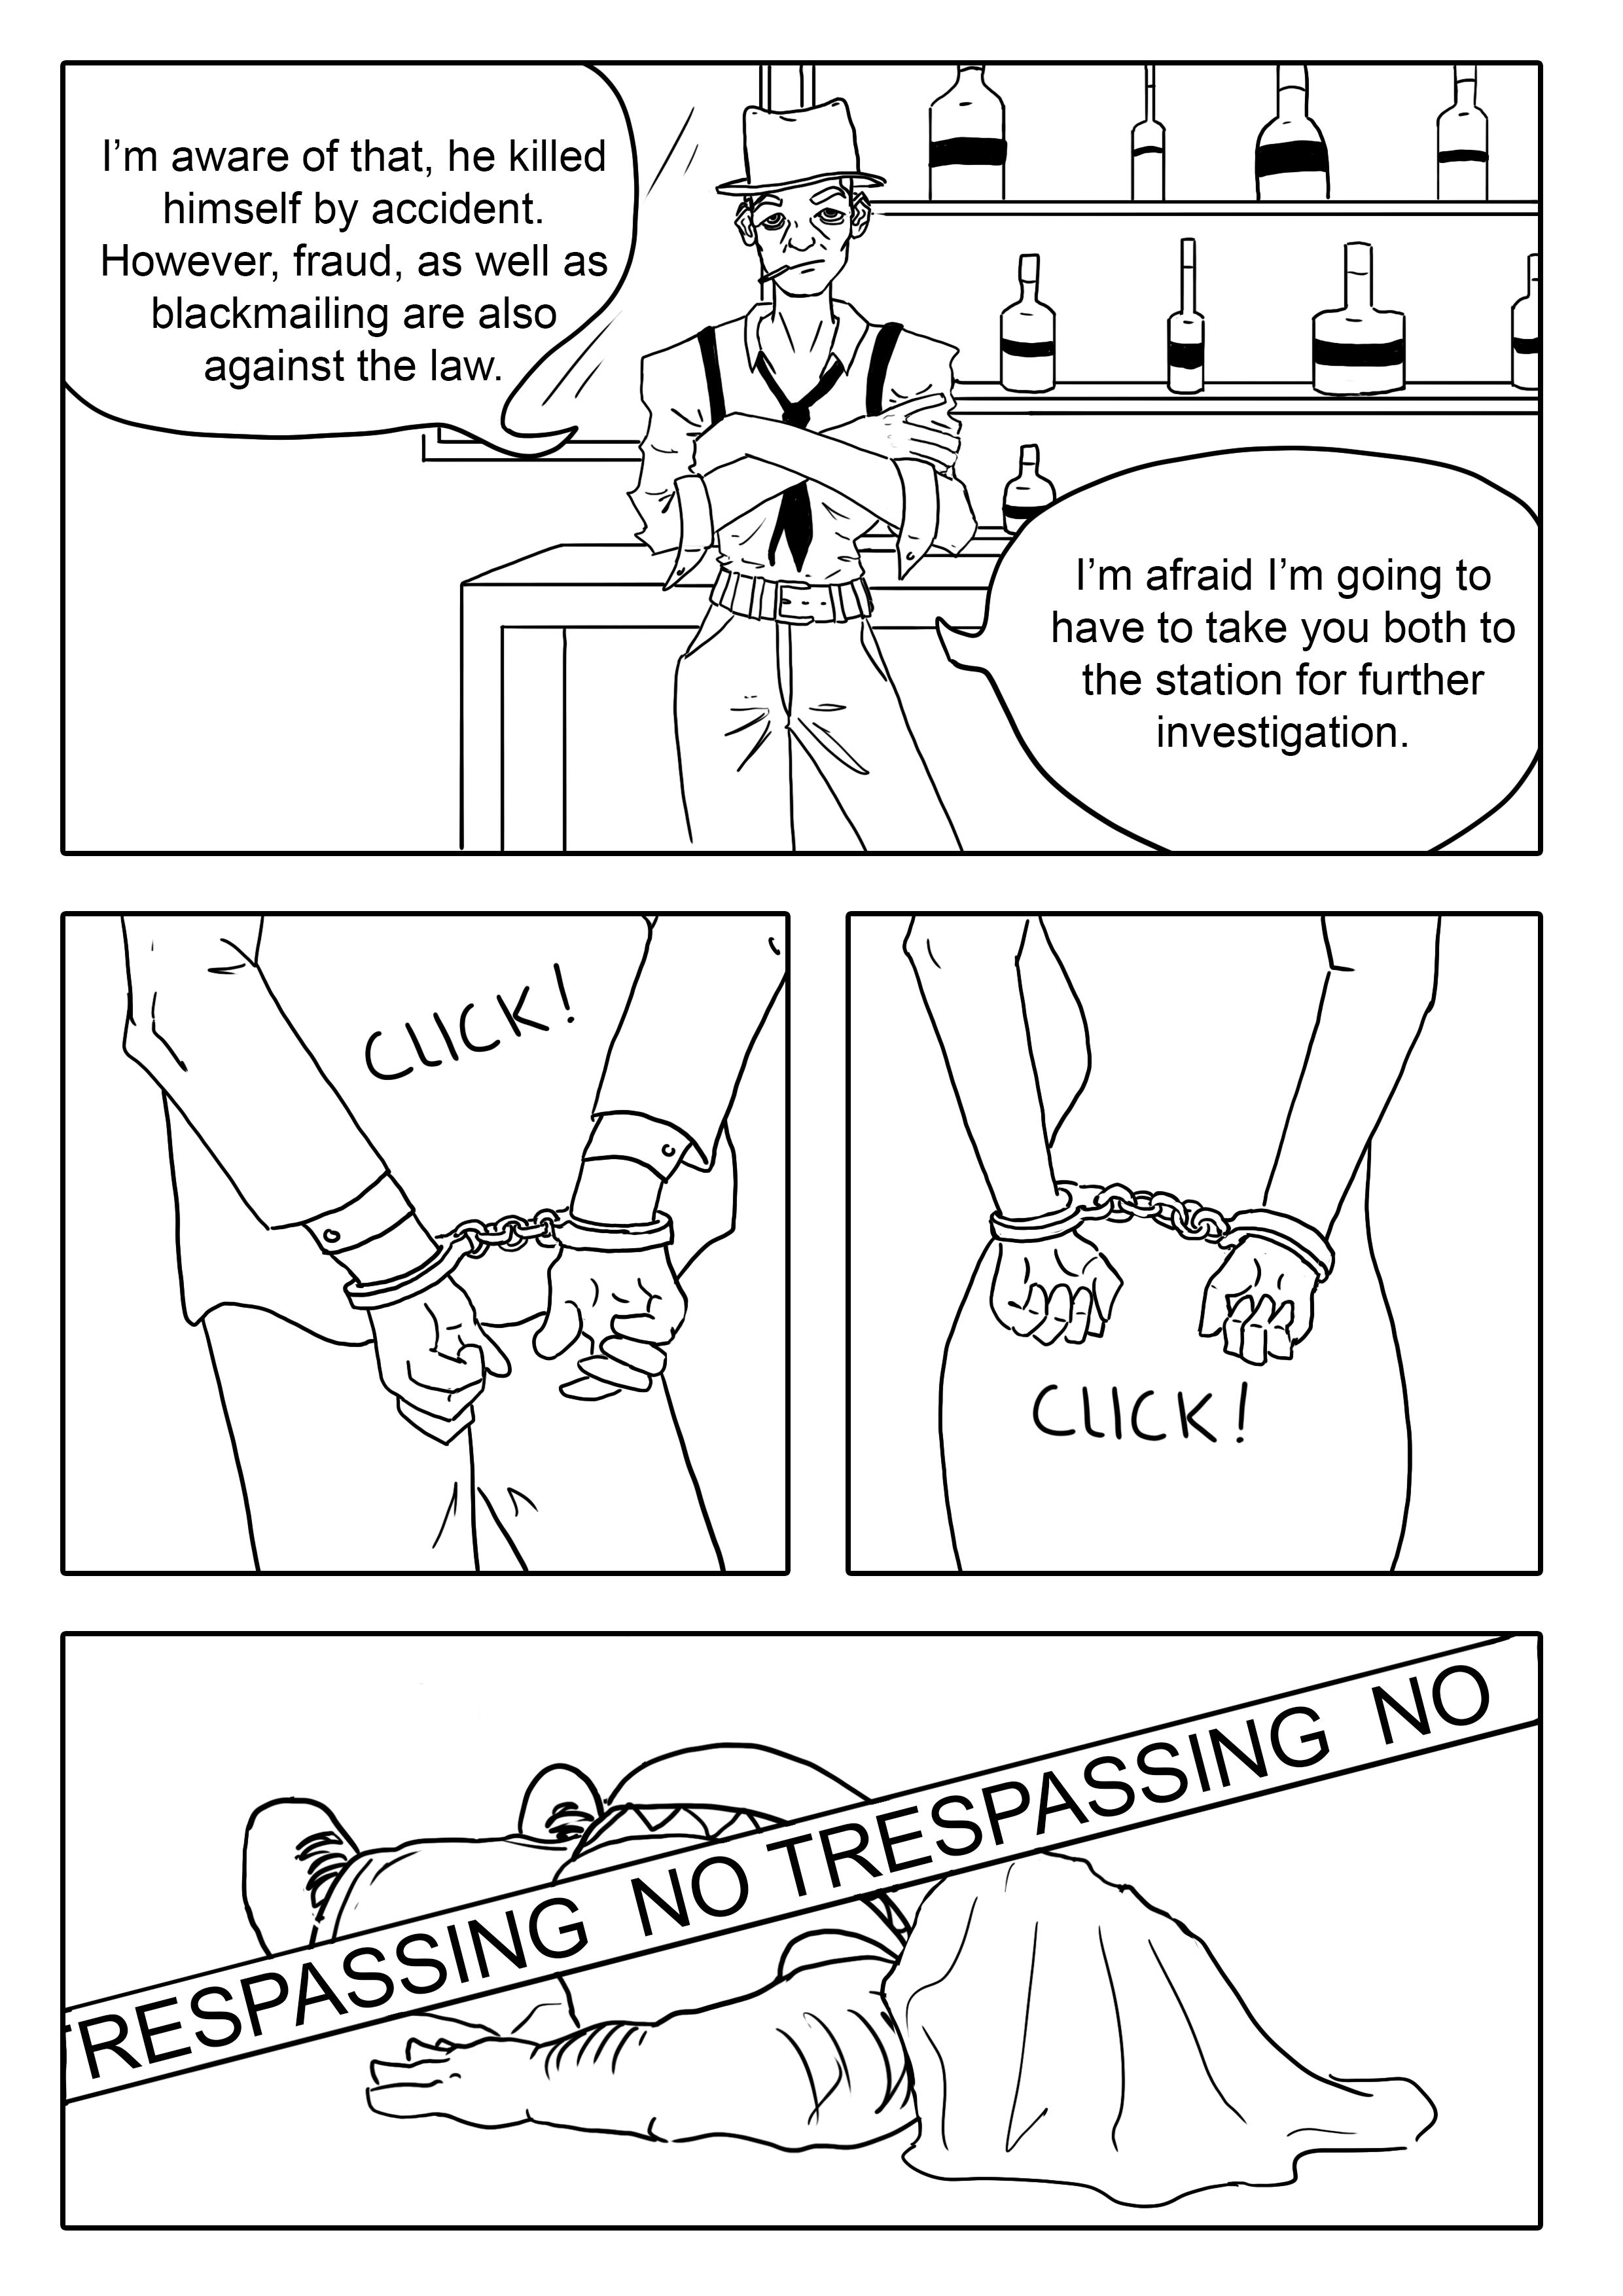 I'm aware of that, he killed
himself by accident.
However, fraud, as well as
blackmailing are also
against the law.
I'm afraid I'm going to
have to take you both to
the station for further
investigation.
CLICK!
CLICK!
TRESPASSING NO TRESPASSING NO